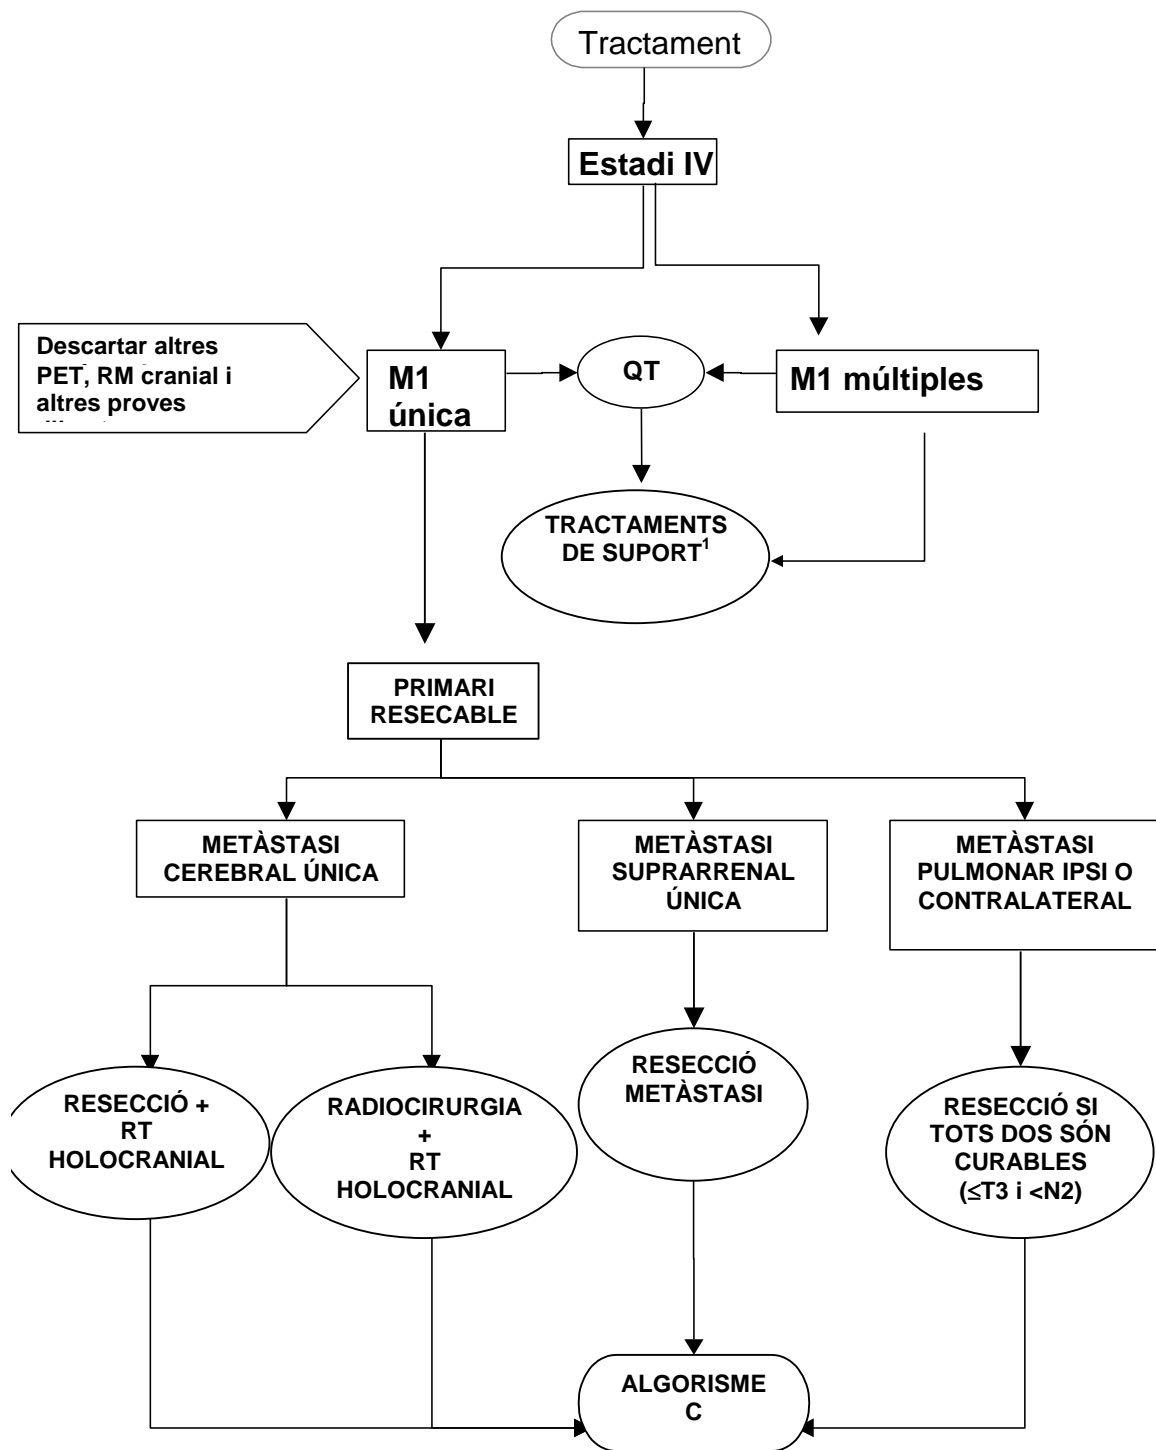 Tractament
Estadi IV
Descartar altres
PET, RM cranial i
altres proves
M1
única
QT
M1 múltiples
TRACTAMENTS
DE SUPORT1
PRIMARI
RESECABLE
METÀSTASI
CEREBRAL ÚNICA
METÀSTASI
SUPRARRENAL
ÚNICA
METÀSTASI
PULMONAR IPSI O
CONTRALATERAL
RESECCIÓ +
RT
HOLOCRANIAL
RADIOCIRURGIA
+
RT
HOLOCRANIAL
RESECCIÓ
METÀSTASI
RESECCIÓ SI
TOTS DOS SÓN
CURABLES
(≤T3 i <N2)
ALGORISME
C